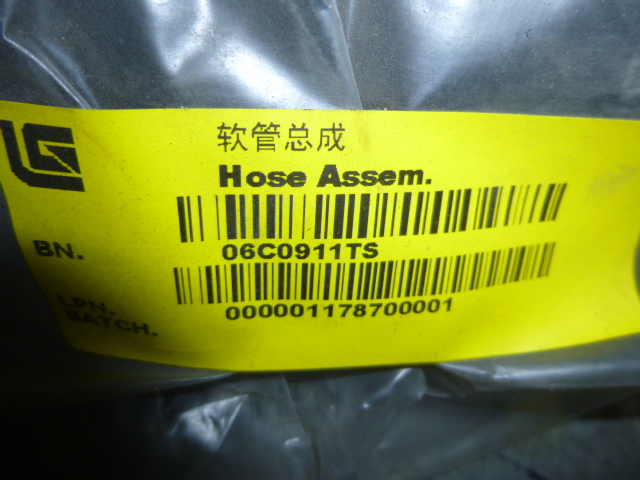 软管总成
Hose Assem.
BN.
06C0911TS
LPN.
000001178700001
BATCH.